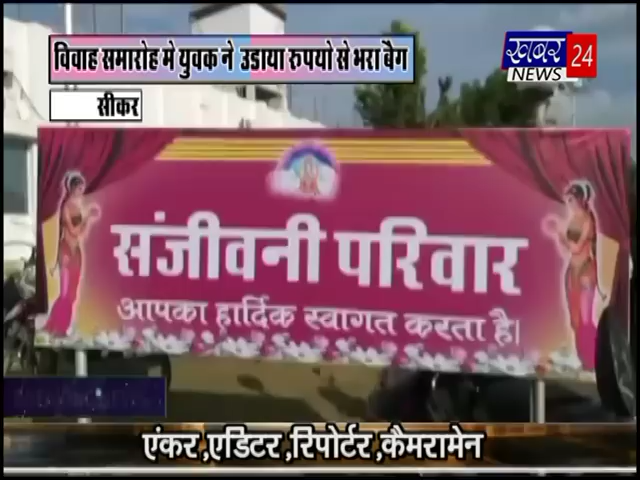 विवाह समारोह मे युवक ने उडाया रुपयो से भरा बैग
खबर 24
NEWS
सीकर
संजीवनी परिवार
आपका हार्दिक स्वागत करता है।
एंकर,एडिटर,रिपोर्टर,कैमरामेन